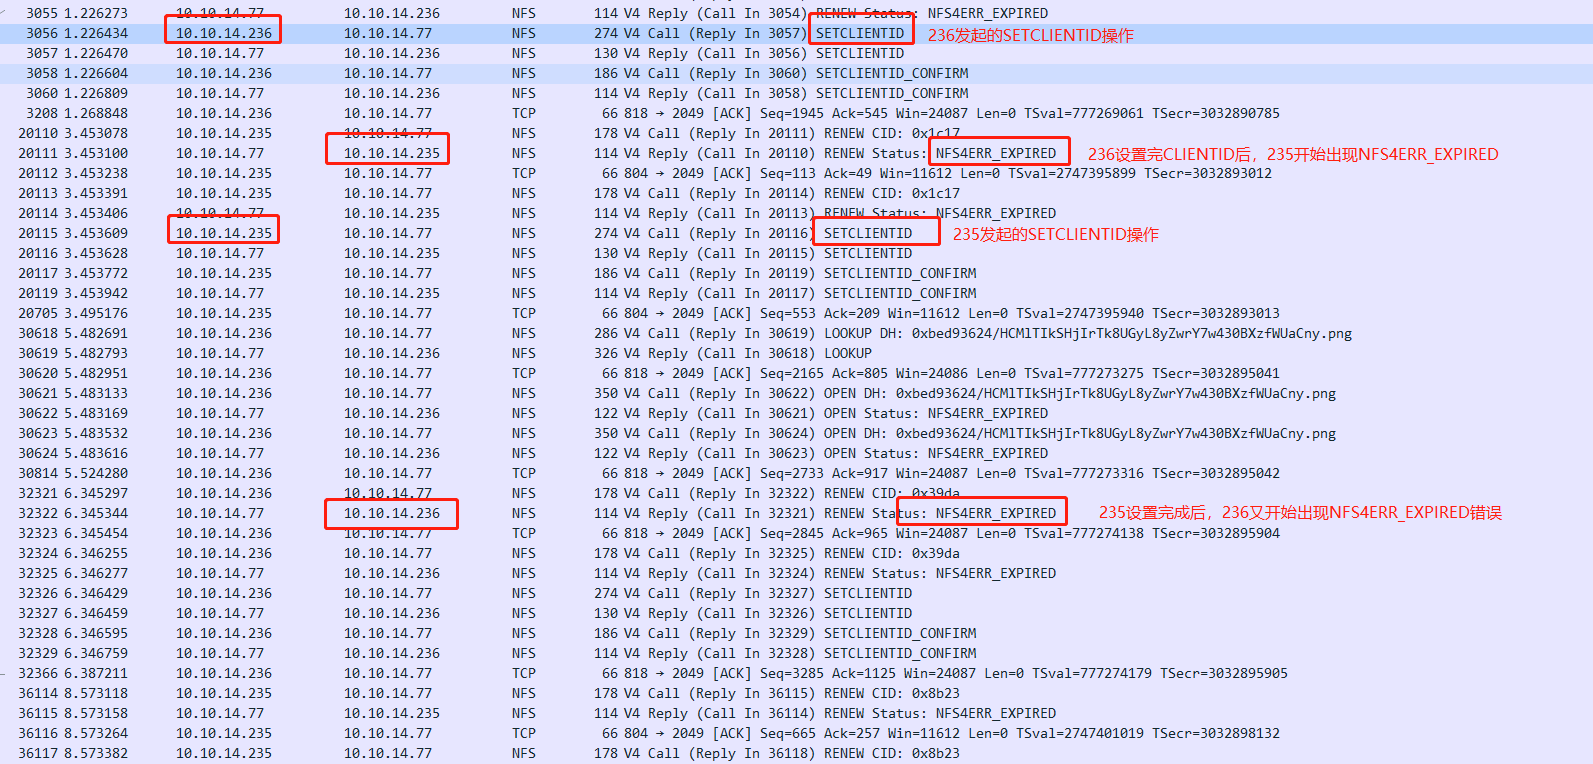 3055 1.226273 10.10.14.77 10.10.14.236 NFS 114 V4 Reply (Call In 3054) RENEW Status: NFS4ERR_EXPIRED
3056 1.226434 10.10.14.236 10.10.14.77 NFS 274 V4 Call (Reply In 3057) SETCLIENTID 236发起的SETCLIENTID操作
3057 1.226470 10.10.14.77 10.10.14.236 NFS 130 V4 Reply (Call In 3056) SETCLIENTID
3058 1.226604 10.10.14.236 10.10.14.77 NFS 186 V4 Call (Reply In 3060) SETCLIENTID_CONFIRM
3060 1.226809 10.10.14.77 10.10.14.236 NFS 114 V4 Reply (Call In 3058) SETCLIENTID_CONFIRM
3208 1.268848 10.10.14.236 10.10.14.77 TCP 66 818 → 2049 [ACK] Seq=1945 Ack=545 Win=24087 Len=0 TSval=777269061 TSecr=3032890785
20110 3.453078 10.10.14.235 10.10.14.77 NFS 178 V4 Call (Reply In 20111) RENEW CID: 0x1c17
20111 3.453100 10.10.14.77 10.10.14.235 NFS 114 V4 Reply (Call In 20110) RENEW Status: NFS4ERR_EXPIRED 236设置完CLIENTID后，235开始出现NFS4ERR_EXPIRED
20112 3.453238 10.10.14.235 10.10.14.77 TCP 66 804 → 2049 [ACK] Seq=113 Ack=49 Win=11612 Len=0 TSval=2747395899 TSecr=3032893012
20113 3.453391 10.10.14.235 10.10.14.77 NFS 178 V4 Call (Reply In 20114) RENEW CID: 0x1c17
20114 3.453406 10.10.14.77 10.10.14.235 NFS 114 V4 Reply (Call In 20113) RENEW Status: NFS4ERR_EXPIRED
20115 3.453609 10.10.14.235 10.10.14.77 NFS 274 V4 Call (Reply In 20116) SETCLIENTID 235发起的SETCLIENTID操作
20116 3.453628 10.10.14.77 10.10.14.235 NFS 130 V4 Reply (Call In 20115) SETCLIENTID
20117 3.453772 10.10.14.235 10.10.14.77 NFS 186 V4 Call (Reply In 20119) SETCLIENTID_CONFIRM
20119 3.453942 10.10.14.77 10.10.14.235 NFS 114 V4 Reply (Call In 20117) SETCLIENTID_CONFIRM
20705 3.495176 10.10.14.235 10.10.14.77 TCP 66 804 → 2049 [ACK] Seq=553 Ack=209 Win=11612 Len=0 TSval=2747395940 TSecr=3032893013
30618 5.482691 10.10.14.236 10.10.14.77 NFS 286 V4 Call (Reply In 30619) LOOKUP DH: 0xbed93624/HCMlTIkSHjIrTk8UGyL8yZwrY7w430BXzfWUaCny.png
30619 5.482793 10.10.14.77 10.10.14.236 NFS 326 V4 Reply (Call In 30618) LOOKUP
30620 5.482951 10.10.14.236 10.10.14.77 TCP 66 818 → 2049 [ACK] Seq=2165 Ack=805 Win=24086 Len=0 TSval=777273275 TSecr=3032895041
30621 5.483133 10.10.14.236 10.10.14.77 NFS 350 V4 Call (Reply In 30622) OPEN DH: 0xbed93624/HCMlTIkSHjIrTk8UGyL8yZwrY7w430BXzfWUaCny.png
30622 5.483169 10.10.14.77 10.10.14.236 NFS 122 V4 Reply (Call In 30621) OPEN Status: NFS4ERR_EXPIRED
30623 5.483532 10.10.14.236 10.10.14.77 NFS 350 V4 Call (Reply In 30624) OPEN DH: 0xbed93624/HCMlTIkSHjIrTk8UGyL8yZwrY7w430BXzfWUaCny.png
30624 5.483616 10.10.14.77 10.10.14.236 NFS 122 V4 Reply (Call In 30623) OPEN Status: NFS4ERR_EXPIRED
30814 5.524280 10.10.14.236 10.10.14.77 TCP 66 818 → 2049 [ACK] Seq=2733 Ack=917 Win=24087 Len=0 TSval=777273316 TSecr=3032895042
32321 6.345297 10.10.14.236 10.10.14.77 NFS 178 V4 Call (Reply In 32322) RENEW CID: 0x39da
32322 6.345344 10.10.14.77 10.10.14.236 NFS 114 V4 Reply (Call In 32321) RENEW Status: NFS4ERR_EXPIRED 235设置完成后，236又开始出现NFS4ERR_EXPIRED错误
32323 6.345454 10.10.14.236 10.10.14.77 TCP 66 818 → 2049 [ACK] Seq=2845 Ack=965 Win=24087 Len=0 TSval=777274138 TSecr=3032895904
32324 6.346255 10.10.14.236 10.10.14.77 NFS 178 V4 Call (Reply In 32325) RENEW CID: 0x39da
32325 6.346277 10.10.14.77 10.10.14.236 NFS 114 V4 Reply (Call In 32324) RENEW Status: NFS4ERR_EXPIRED
32326 6.346429 10.10.14.236 10.10.14.77 NFS 274 V4 Call (Reply In 32327) SETCLIENTID
32327 6.346459 10.10.14.77 10.10.14.236 NFS 130 V4 Reply (Call In 32326) SETCLIENTID
32328 6.346595 10.10.14.236 10.10.14.77 NFS 186 V4 Call (Reply In 32329) SETCLIENTID_CONFIRM
32329 6.346759 10.10.14.77 10.10.14.236 NFS 114 V4 Reply (Call In 32328) SETCLIENTID_CONFIRM
32366 6.387211 10.10.14.236 10.10.14.77 TCP 66 818 → 2049 [ACK] Seq=3285 Ack=1125 Win=24087 Len=0 TSval=777274179 TSecr=3032895905
36114 8.573118 10.10.14.235 10.10.14.77 NFS 178 V4 Call (Reply In 36115) RENEW CID: 0x8b23
36115 8.573158 10.10.14.77 10.10.14.235 NFS 114 V4 Reply (Call In 36114) RENEW Status: NFS4ERR_EXPIRED
36116 8.573264 10.10.14.235 10.10.14.77 TCP 66 804 → 2049 [ACK] Seq=665 Ack=257 Win=11612 Len=0 TSval=2747401019 TSecr=3032898132
36117 8.573382 10.10.14.235 10.10.14.77 NFS 178 V4 Call (Reply In 36118) RENEW CID: 0x8b23